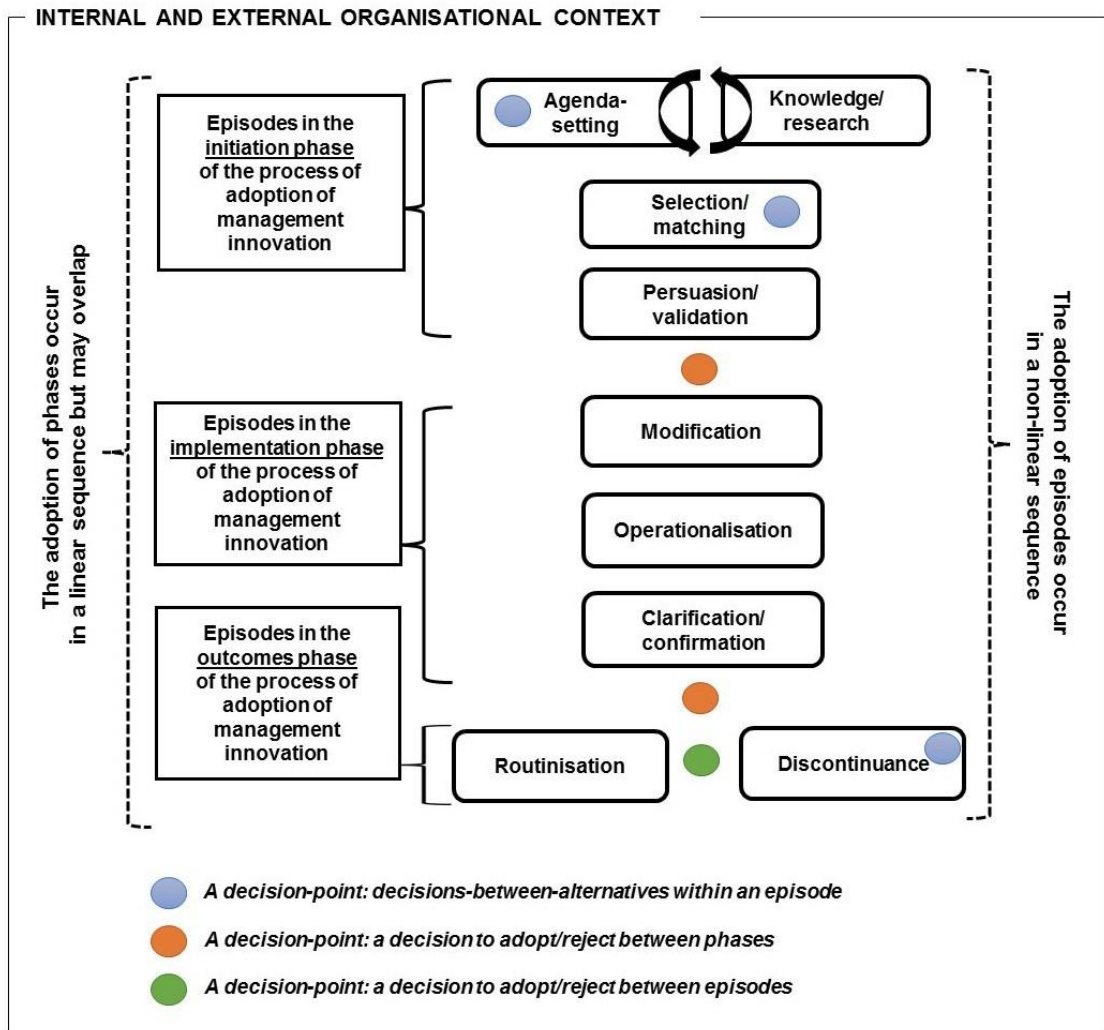 INTERNAL AND EXTERNAL ORGANISATIONAL CONTEXT
The adoption of phases occur
in a linear sequence but may overlap
Episodes in the
initiation phase
of the process of
adoption of
management
innovation
Agenda-
setting
Knowledge/
research
Selection/
matching
Persuasion/
validation
Episodes in the
implementation phase
of the process of
adoption of
management
innovation
Modification
Operationalisation
Clarification/
confirmation
Episodes in the
outcomes phase
of the process of
adoption of
management
innovation
Routinisation
Discontinuance
The adoption of episodes occur
in a non-linear sequence
A decision-point: decisions-between-alternatives within an episode
A decision-point: a decision to adopt/reject between phases
A decision-point: a decision to adopt/reject between episodes